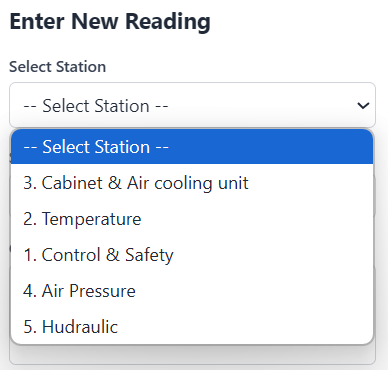 Enter New Reading
Select Station
-- Select Station --
-- Select Station --
3. Cabinet & Air cooling unit
2. Temperature
1. Control & Safety
4. Air Pressure
5. Hudraulic